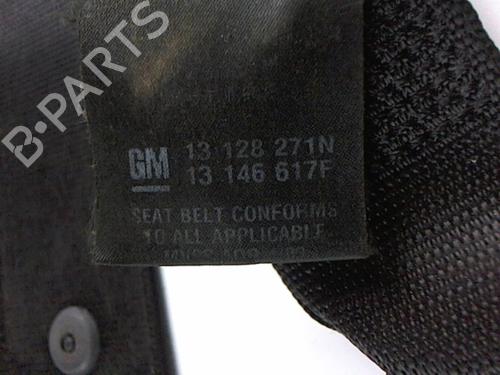 B-PARTS
GM 13 128 271N
13 146 617F
SEAT BELT CONFORMS
TO ALL APPLICABLE